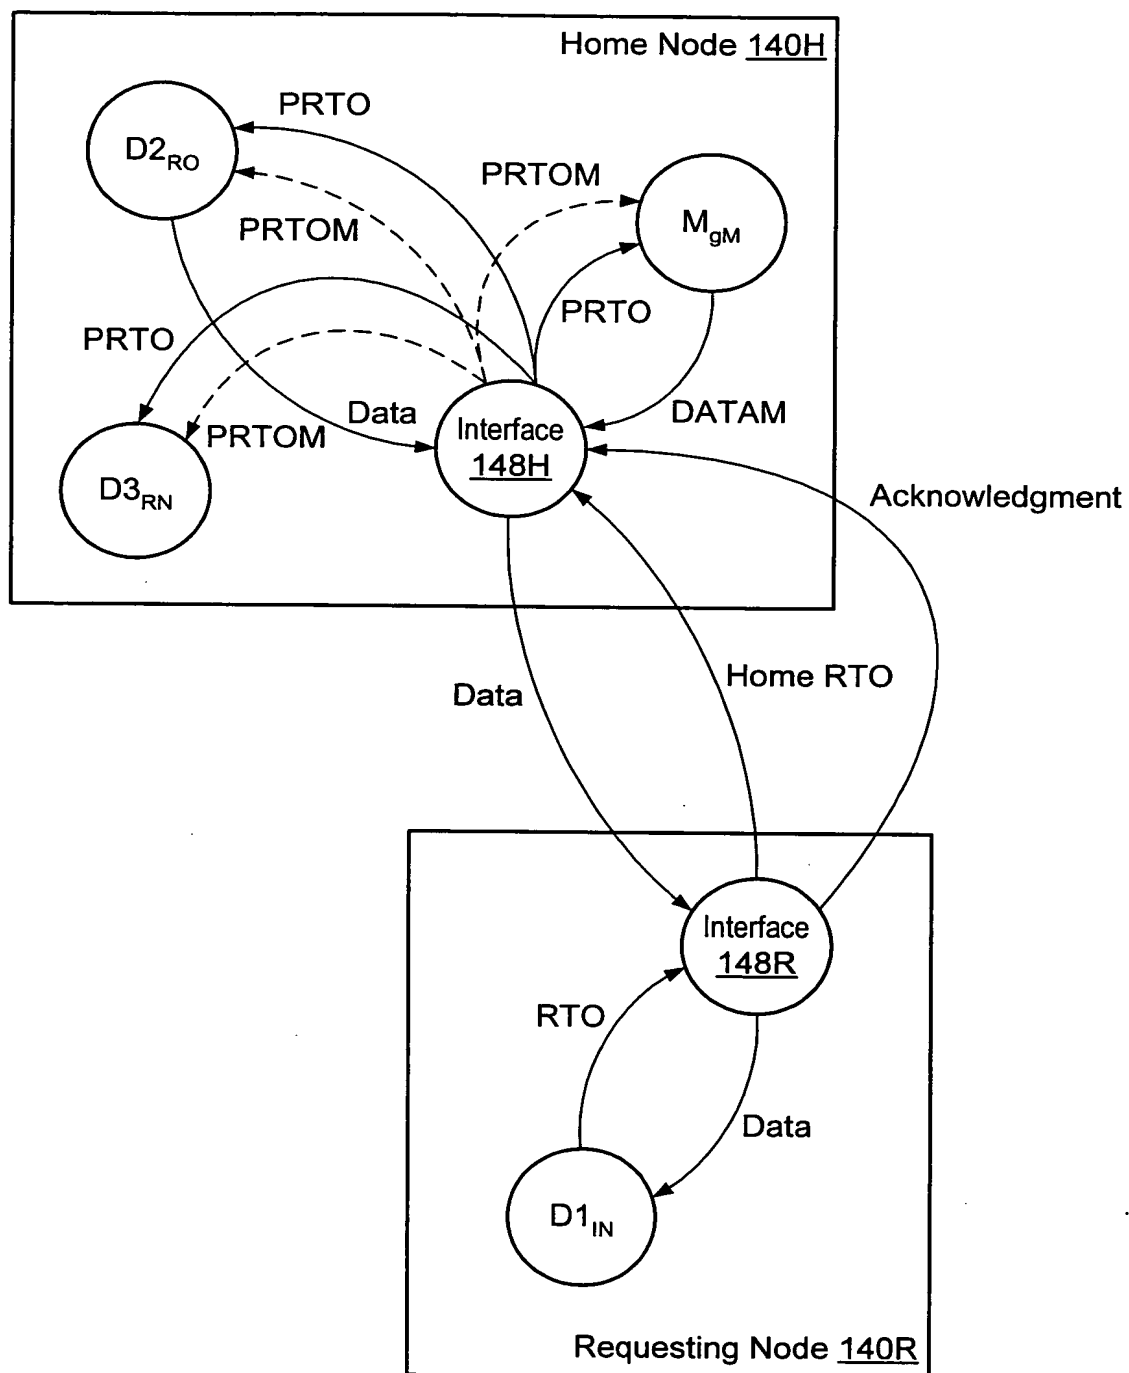 Home Node 140H
PRTO
D2RO
PRTOM
PRTOM
MgM
PRTO
PRTO
Data
DATAM
PRTOM
Interface
148H
D3RN
Acknowledgment
Data
Home RTO
Interface
148R
RTO
Data
D1IN
Requesting Node 140R